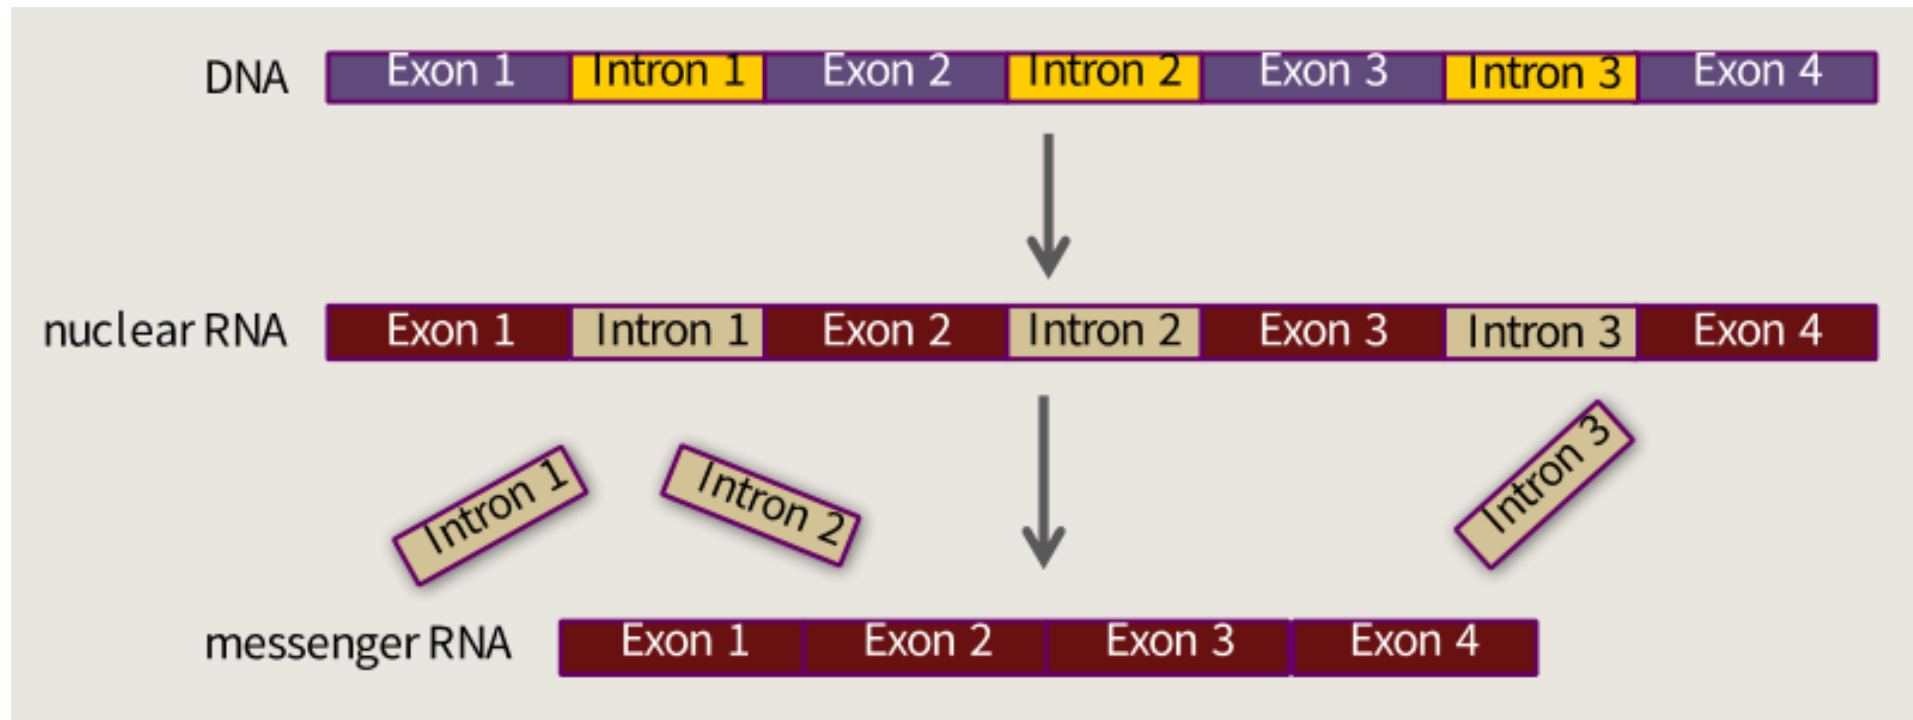 DNA Exon 1 Intron 1 Exon 2 Intron 2 Exon 3 Intron 3 Exon 4
nuclear RNA Exon 1 Intron 1 Exon 2 Intron 2 Exon 3 Intron 3 Exon 4
Intron 1 Intron 2 Intron 3
messenger RNA Exon 1 Exon 2 Exon 3 Exon 4